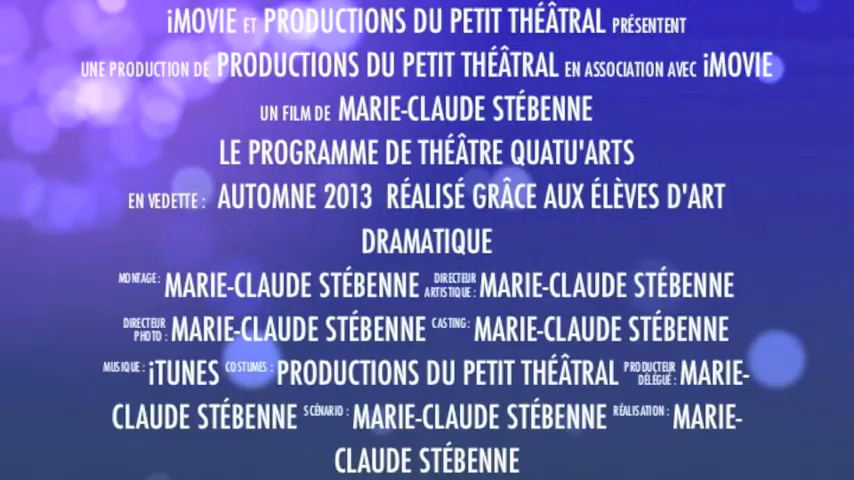 iMOVIE ET PRODUCTIONS DU PETIT THÉÂTRAL PRÉSENTENT
UNE PRODUCTION DE PRODUCTIONS DU PETIT THÉÂTRAL EN ASSOCIATION AVEC iMOVIE
UN FILM DE MARIE-CLAUDE STÉBENNE
LE PROGRAMME DE THÉÂTRE QUATU'ARTS
EN VEDETTE : AUTOMNE 2013 RÉALISÉ GRÂCE AUX ÉLÈVES D'ART
DRAMATIQUE
MONTAGE : MARIE-CLAUDE STÉBENNE DIRECTEUR ARTISTIQUE : MARIE-CLAUDE STÉBENNE
DIRECTEUR PHOTO : MARIE-CLAUDE STÉBENNE CASTING : MARIE-CLAUDE STÉBENNE
MUSIQUE : iTUNES COSTUMES : PRODUCTIONS DU PETIT THÉÂTRAL PRODUCTEUR DÉLÉGUÉ : MARIE-
CLAUDE STÉBENNE SCÉNARIO : MARIE-CLAUDE STÉBENNE RÉALISATION : MARIE-
CLAUDE STÉBENNE